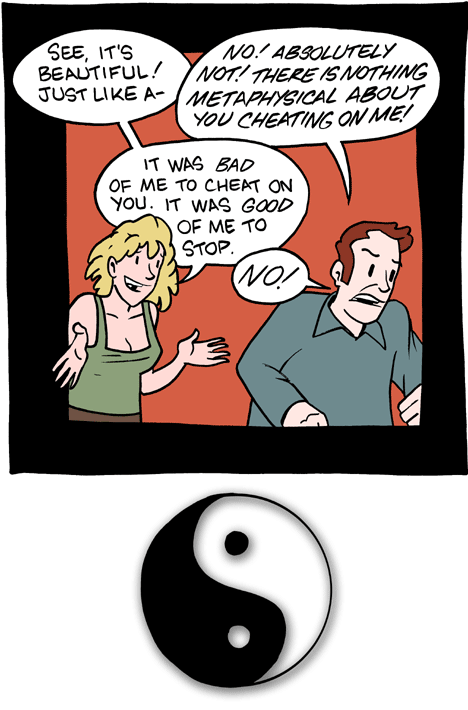 SEE, IT'S
BEAUTIFUL!
JUST LIKE A-
NO! ABSOLUTELY
NOT! THERE IS NOTHING
METAPHYSICAL ABOUT
YOU CHEATING ON ME!
IT WAS BAD
OF ME TO CHEAT ON
YOU. IT WAS GOOD
OF ME TO
STOP.
NO!